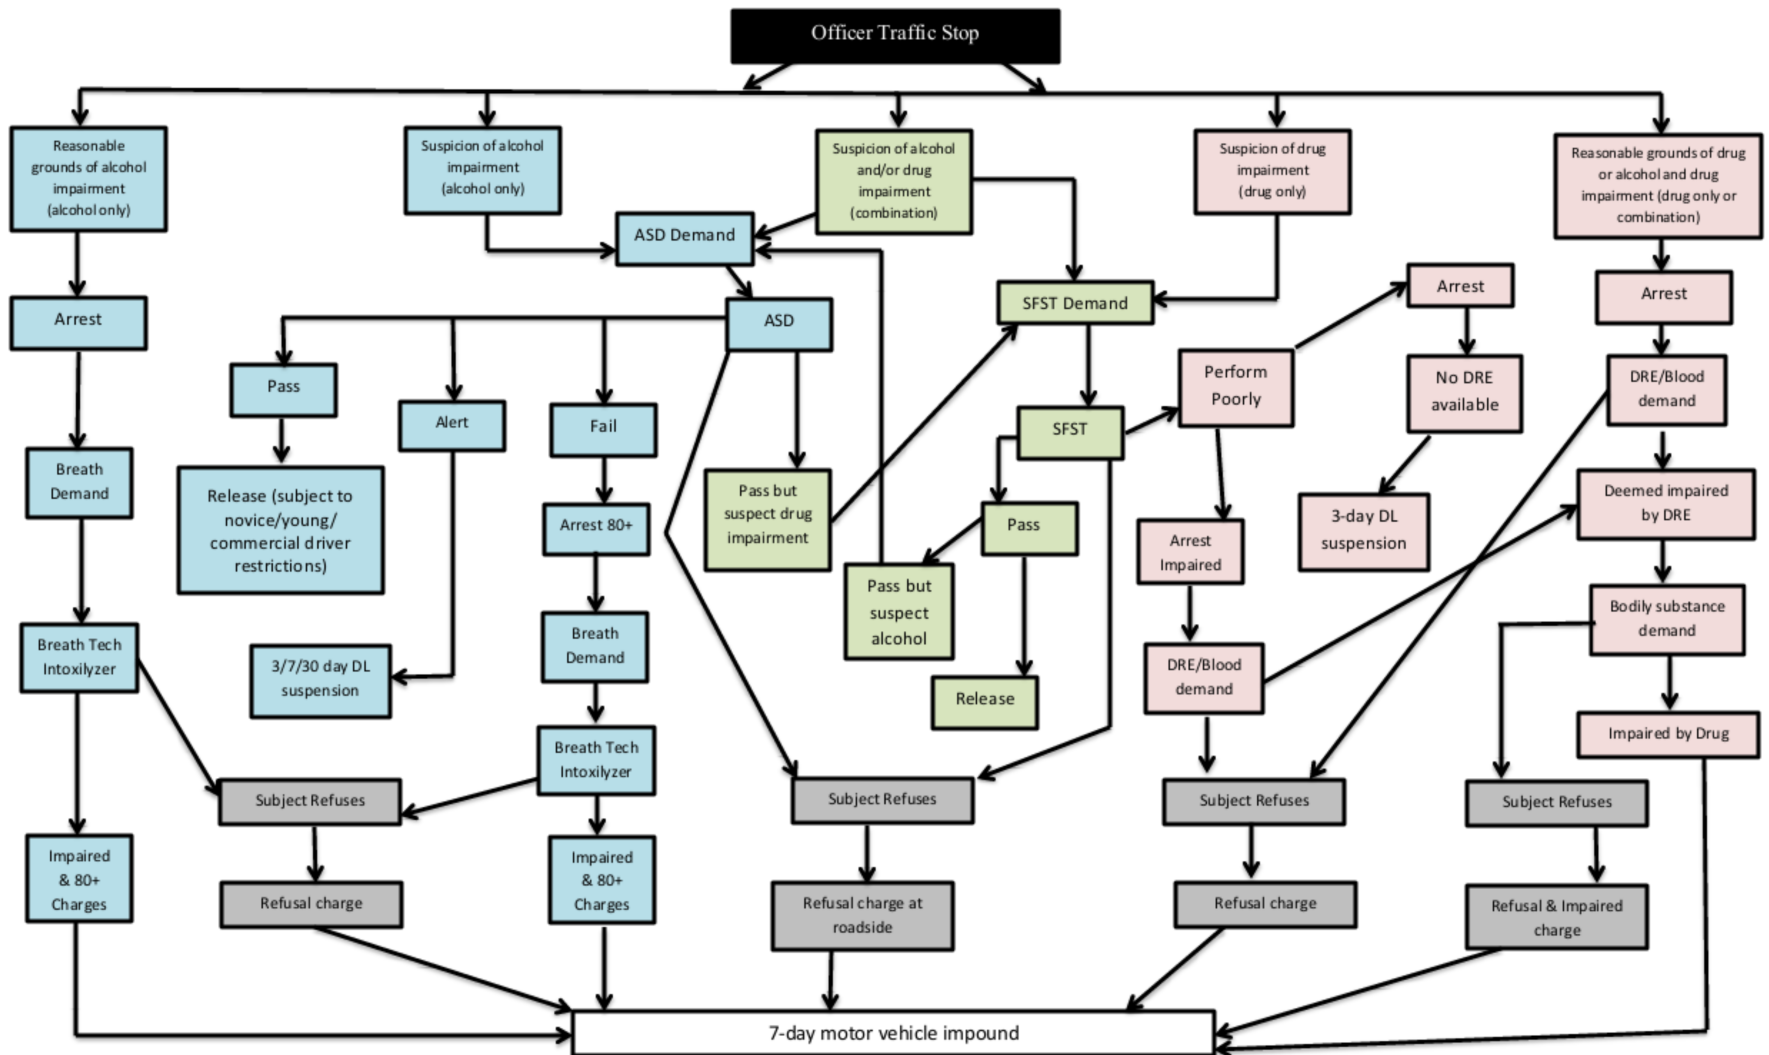 Officer Traffic Stop
Reasonable
grounds of alcohol
impairment
(alcohol only)
Suspicion of alcohol
impairment
(alcohol only)
Suspicion of alcohol
and/or drug
impairment
(combination)
Suspicion of drug
impairment
(drug only)
Reasonable grounds of drug
or alcohol and drug
impairment (drug only or
combination)
ASD Demand
Arrest
ASD
SFST Demand
Arrest
Arrest
Pass
Alert
Fail
SFST
Perform
Poorly
No DRE
available
DRE/Blood
demand
Breath
Demand
Release (subject to
novice/young/
commercial driver
restrictions)
Arrest 80+
Pass but
suspect drug
impairment
Pass
Pass but
suspect
alcohol
Arrest
Impaired
3-day DL
suspension
Deemed impaired
by DRE
Breath Tech
Intoxilyzer
3/7/30 day DL
suspension
Breath
Demand
Release
DRE/Blood
demand
Bodily substance
demand
Breath Tech
Intoxilyzer
Impaired by Drug
Subject Refuses
Subject Refuses
Subject Refuses
Subject Refuses
Impaired
& 80+
Charges
Refusal charge
Impaired
& 80+
Charges
Refusal charge at
roadside
Refusal charge
Refusal & Impaired
charge
7-day motor vehicle impound